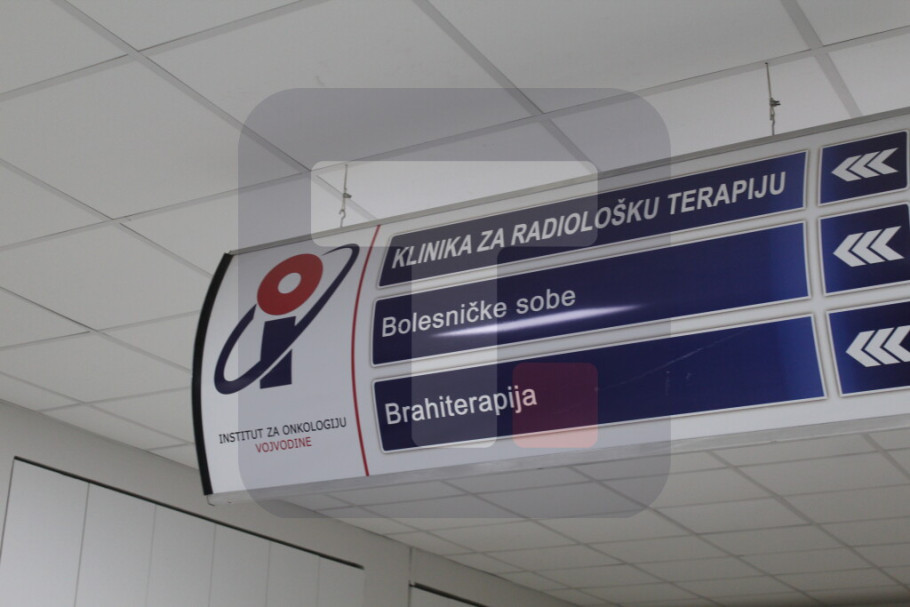 KLINIKA ZA RADIOLOŠKU TERAPIJU
Bolesničke sobe
Brahiterapija
INSTITUT ZA ONKOLOGIJU
VOJVODINE